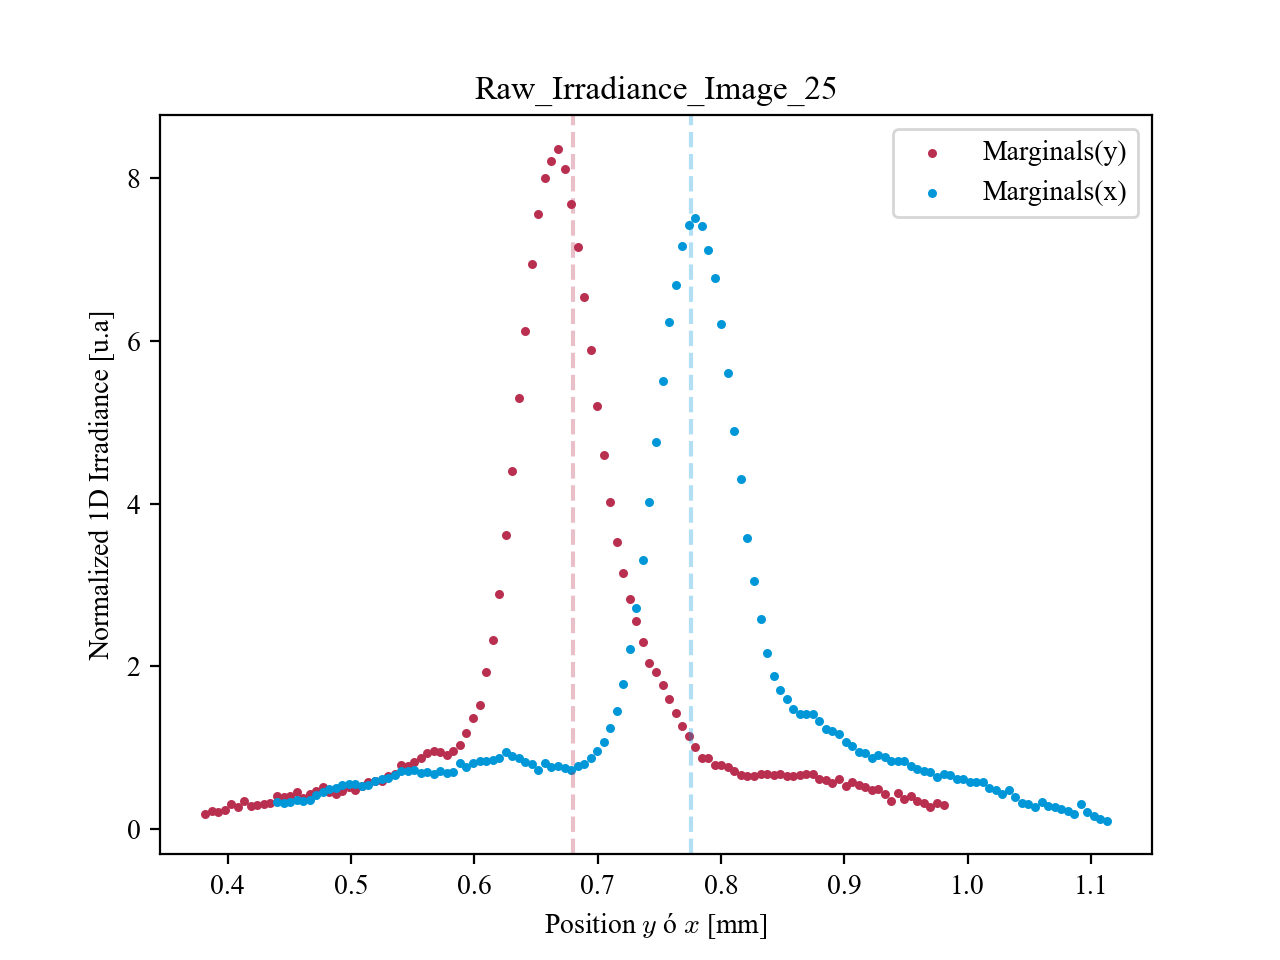 Raw_Irradiance_Image_25
Marginals(y)
Marginals(x)
Normalized 1D Irradiance [u.a]
8
6
4
2
0
0.4 0.5 0.6 0.7 0.8 0.9 1.0 1.1
Position y ó x [mm]